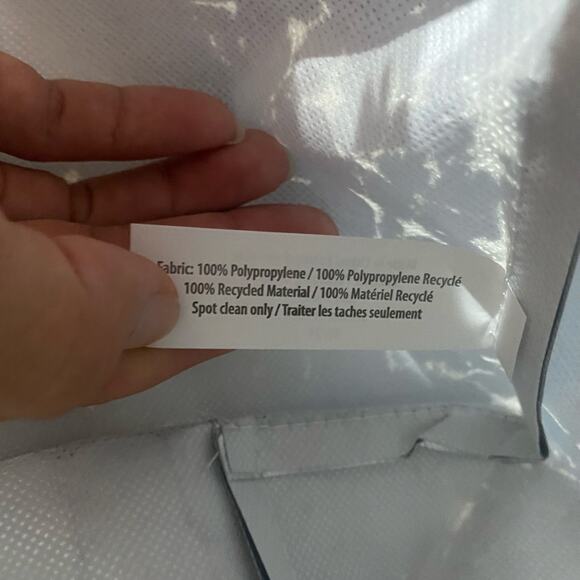 Fabric: 100% Polypropylene / 100% Polypropylene Recyclé
100% Recycled Material / 100% Matériel Recyclé
Spot clean only / Traiter les taches seulement